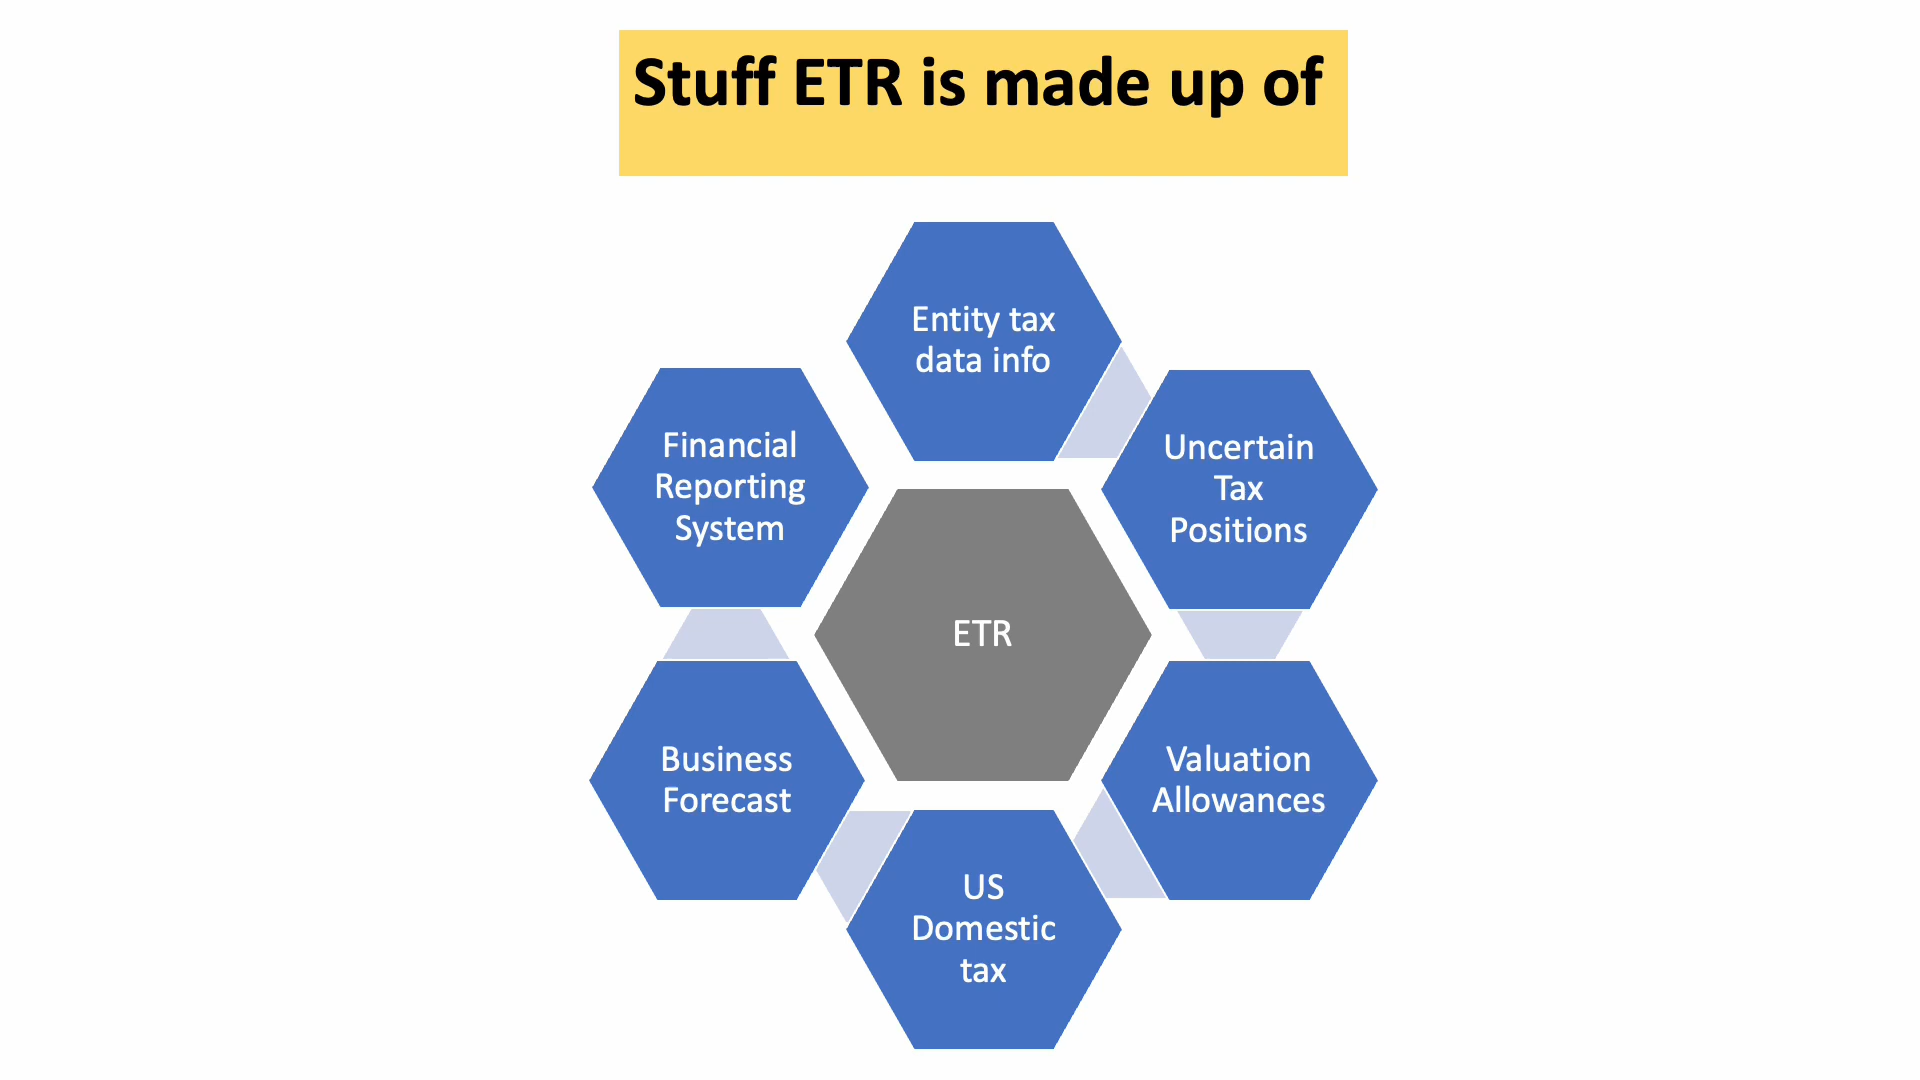 Stuff ETR is made up of
Entity tax
data info
Uncertain
Tax
Positions
Valuation
Allowances
US
Domestic
tax
Business
Forecast
Financial
Reporting
System
ETR